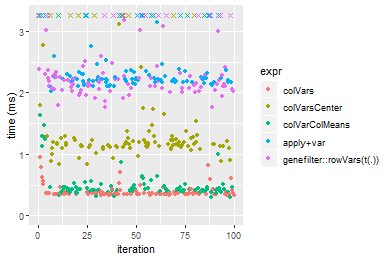 3
2
1
0
time (ms)
0
25
50
75
100
iteration
expr
colVars
colVarsCenter
colVarColMeans
apply+var
genefilter::rowVars(t(.))